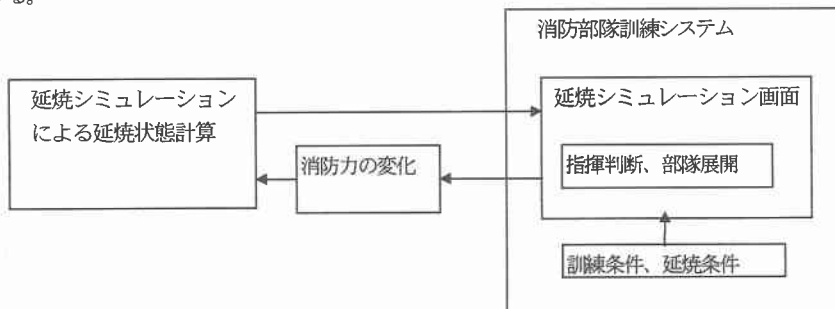 る。
消防部隊訓練システム
延焼シミュレーション
による延焼状態計算
延焼シミュレーション画面
消防力の変化
指揮判断、部隊展開
訓練条件、延焼条件